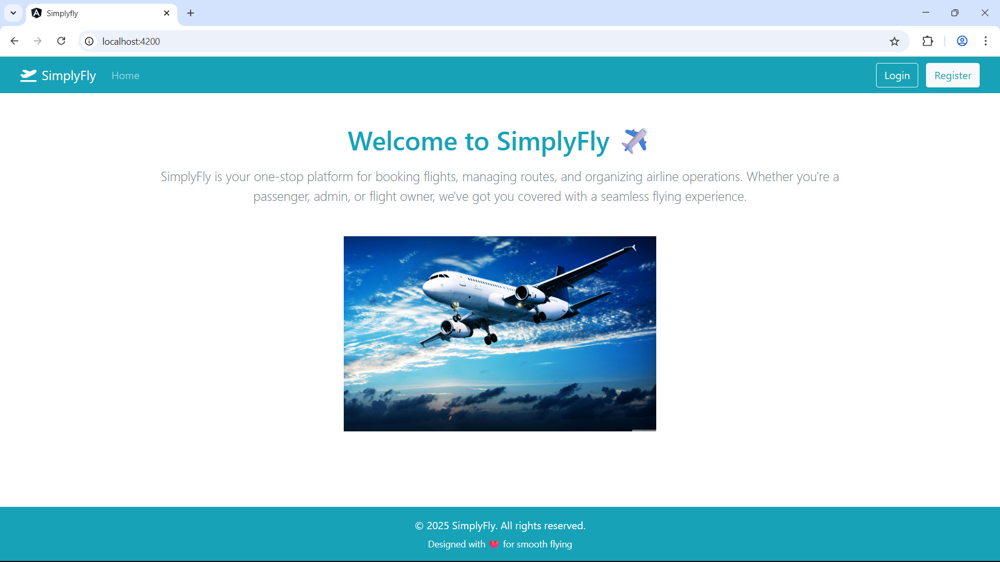 Simplyfly
localhost:4200
SimplyFly Home Login Register
Welcome to SimplyFly ✈️
SimplyFly is your one-stop platform for booking flights, managing routes, and organizing airline operations. Whether you're a
passenger, admin, or flight owner, we've got you covered with a seamless flying experience.
© 2025 SimplyFly. All rights reserved.
Designed with ❤️ for smooth flying